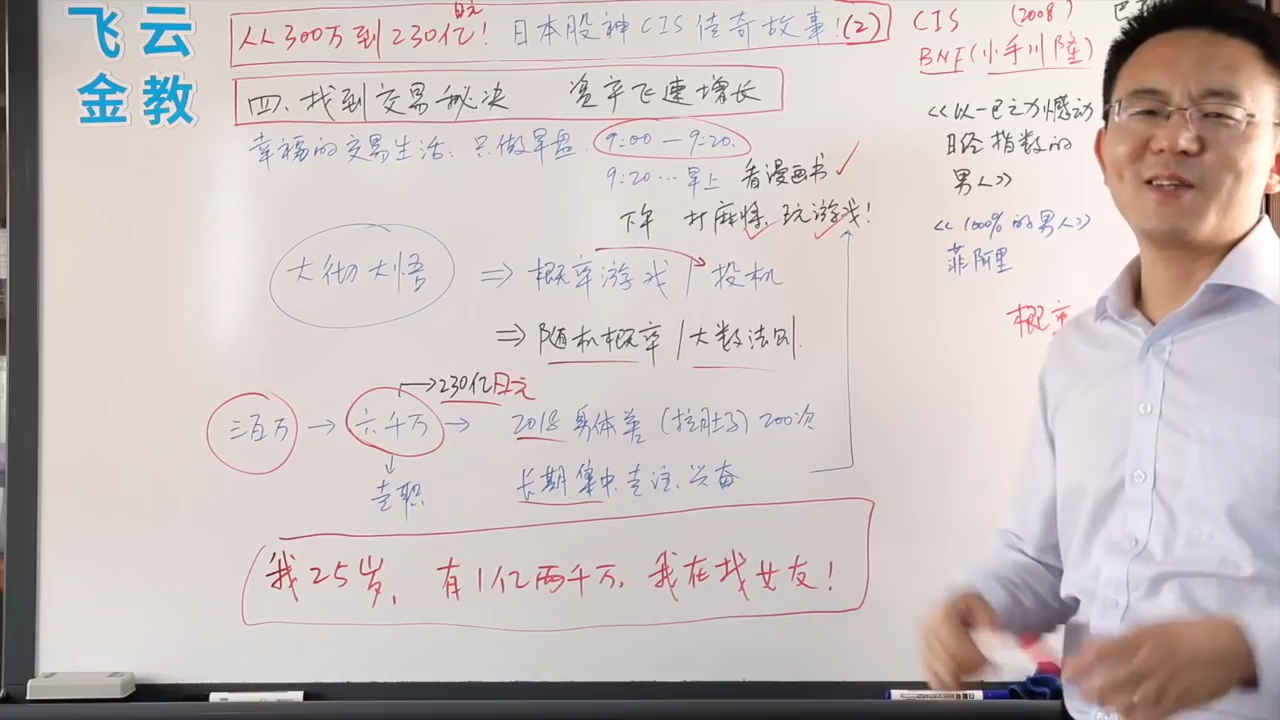 飞云
金教
从300万到230亿日元！日本股神CIS传奇故事！(2)
四、找到交易秘决 资产飞速增长
幸福的交易生活：只做早盘 9:00—9:20.
9:20…早上 看漫画书
下午 打麻将、玩游戏！
大彻大悟 ⇒ 概率游戏 / 投机
⇒ 随机概率 / 大数法则.
→230亿日元
三百万 → 六千万 → 2018 身体差 (拉肚子) 200次
↓
专职
长期集中.专注.兴奋
我25岁, 有1亿两千万, 我在找女友！
CIS (2008)
BNF(小手川隆)
<<以一己之力撼动
日经指数的
男人>>
<<100%的男人>>
菲阿里
概率